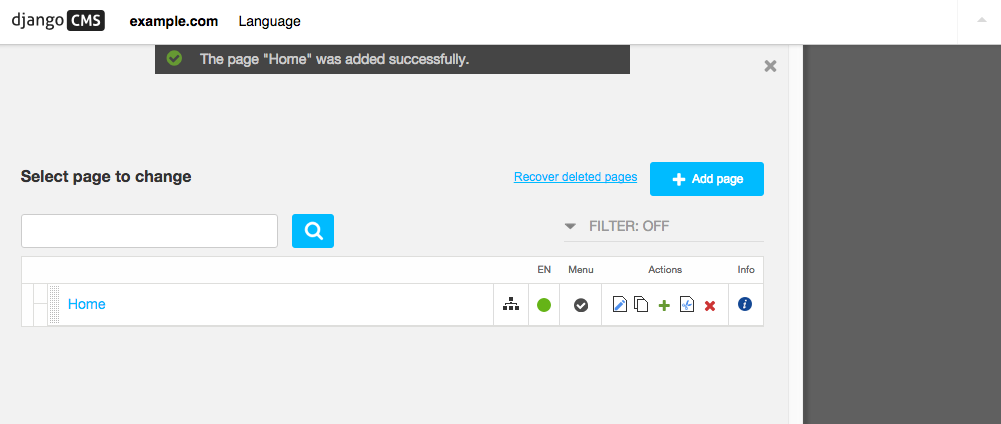 django CMS example.com Language
The page "Home" was added successfully.
Select page to change
Recover deleted pages
Add page
FILTER: OFF
EN Menu Actions Info
Home